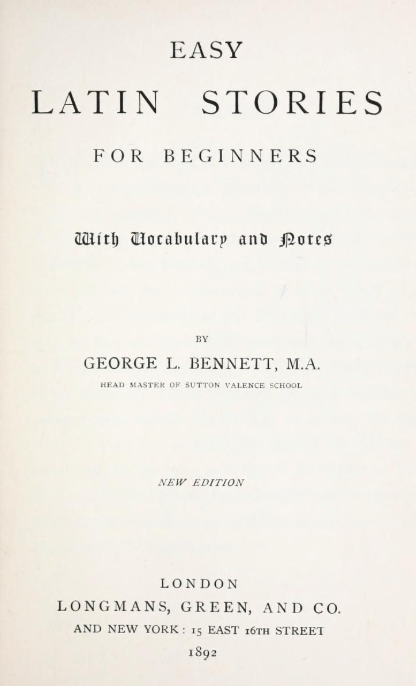 EASY
LATIN STORIES
FOR BEGINNERS
With Vocabulary and Notes
BY
GEORGE L. BENNETT, M.A.
HEAD MASTER OF SUTTON VALENCE SCHOOL
NEW EDITION
LONDON
LONGMANS, GREEN, AND CO.
AND NEW YORK: 15 EAST 16TH STREET
1892